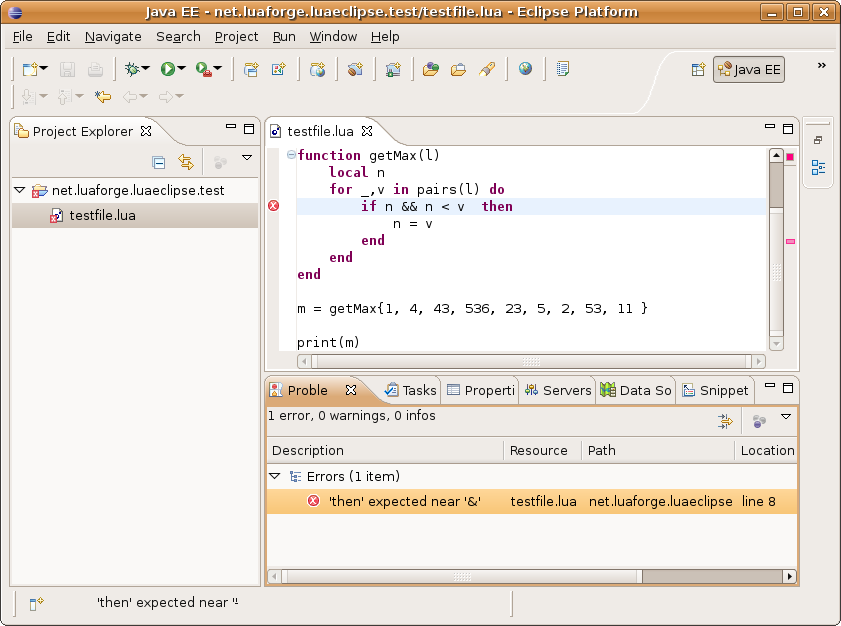 Java EE - net.luaforge.luaeclipse.test/testfile.lua - Eclipse Platform
File Edit Navigate Search Project Run Window Help
Java EE »
Project Explorer
net.luaforge.luaeclipse.test
testfile.lua
testfile.lua
function getMax(l)
    local n
    for _,v in pairs(l) do
        if n && n < v  then
            n = v
        end
    end
end
m = getMax{1, 4, 43, 536, 23, 5, 2, 53, 11 }
print(m)
Proble Tasks Properti Servers Data So Snippet
1 error, 0 warnings, 0 infos
Description Resource Path Location
Errors (1 item)
'then' expected near '&' testfile.lua net.luaforge.luaeclipse line 8
'then' expected near '